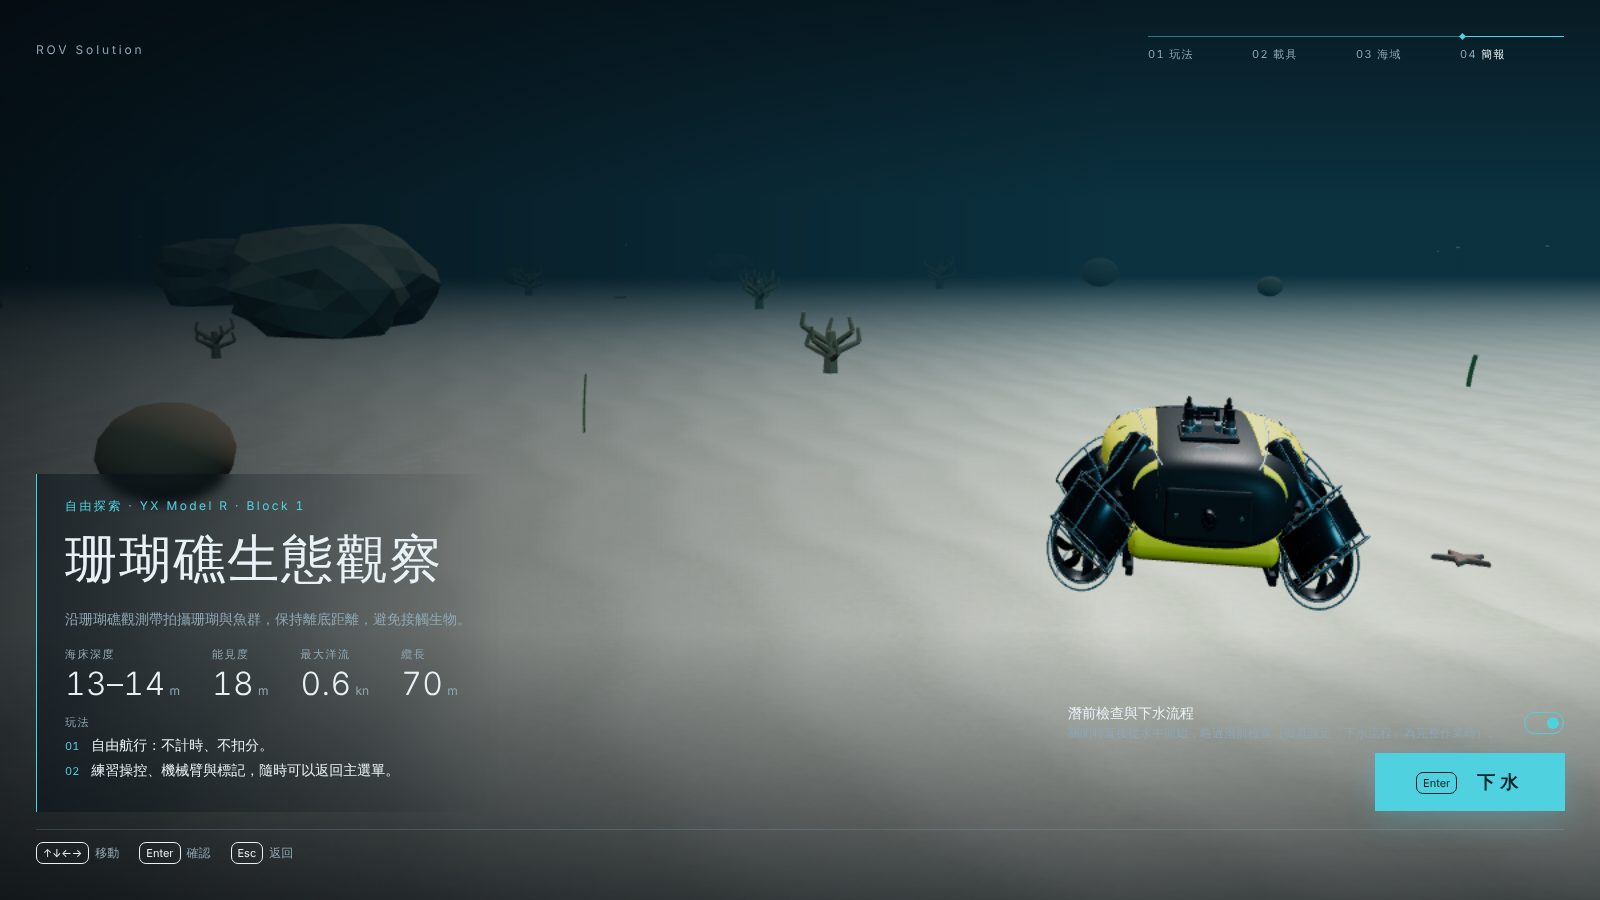 ROV Solution
01 玩法
02 載具
03 海域
04 簡報
自由探索 · YX Model R · Block 1
珊瑚礁生態觀察
沿珊瑚礁觀測帶拍攝珊瑚與魚群，保持離底距離，避免接觸生物。
海床深度 能見度 最大洋流 纜長
13–14 m 18 m 0.6 kn 70 m
玩法
01 自由航行：不計時、不扣分。
02 練習操控、機械臂與標記，隨時可以返回主選單。
潛前檢查與下水流程
Enter 下水
↑↓←→ 移動 Enter 確認 Esc 返回